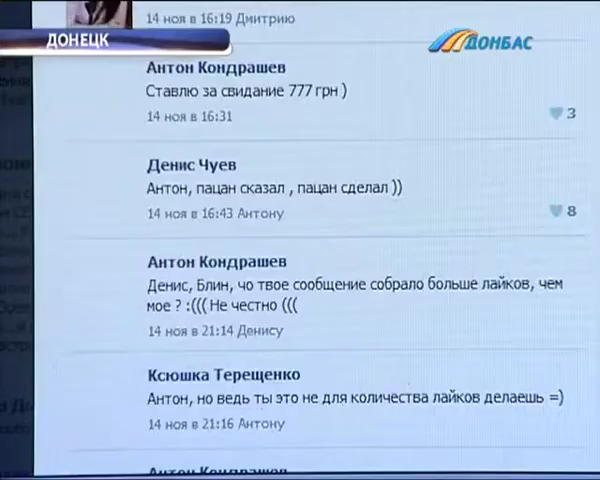 14 ноя в 16:19 Дмитрию
ДОНЕЦК
ДОНБАС
Антон Кондрашев
Ставлю за свидание 777 грн )
14 ноя в 16:31
3
Денис Чуев
Антон, пацан сказал , пацан сделал ))
14 ноя в 16:43 Антону
8
Антон Кондрашев
Денис, Блин, чо твое сообщение собрало больше лайков, чем
мое ? :((( Не честно (((
14 ноя в 21:14 Денису
Ксюшка Терещенко
Антон, но ведь ты это не для количества лайков делаешь =)
14 ноя в 21:16 Антону
Антон Кондрашев